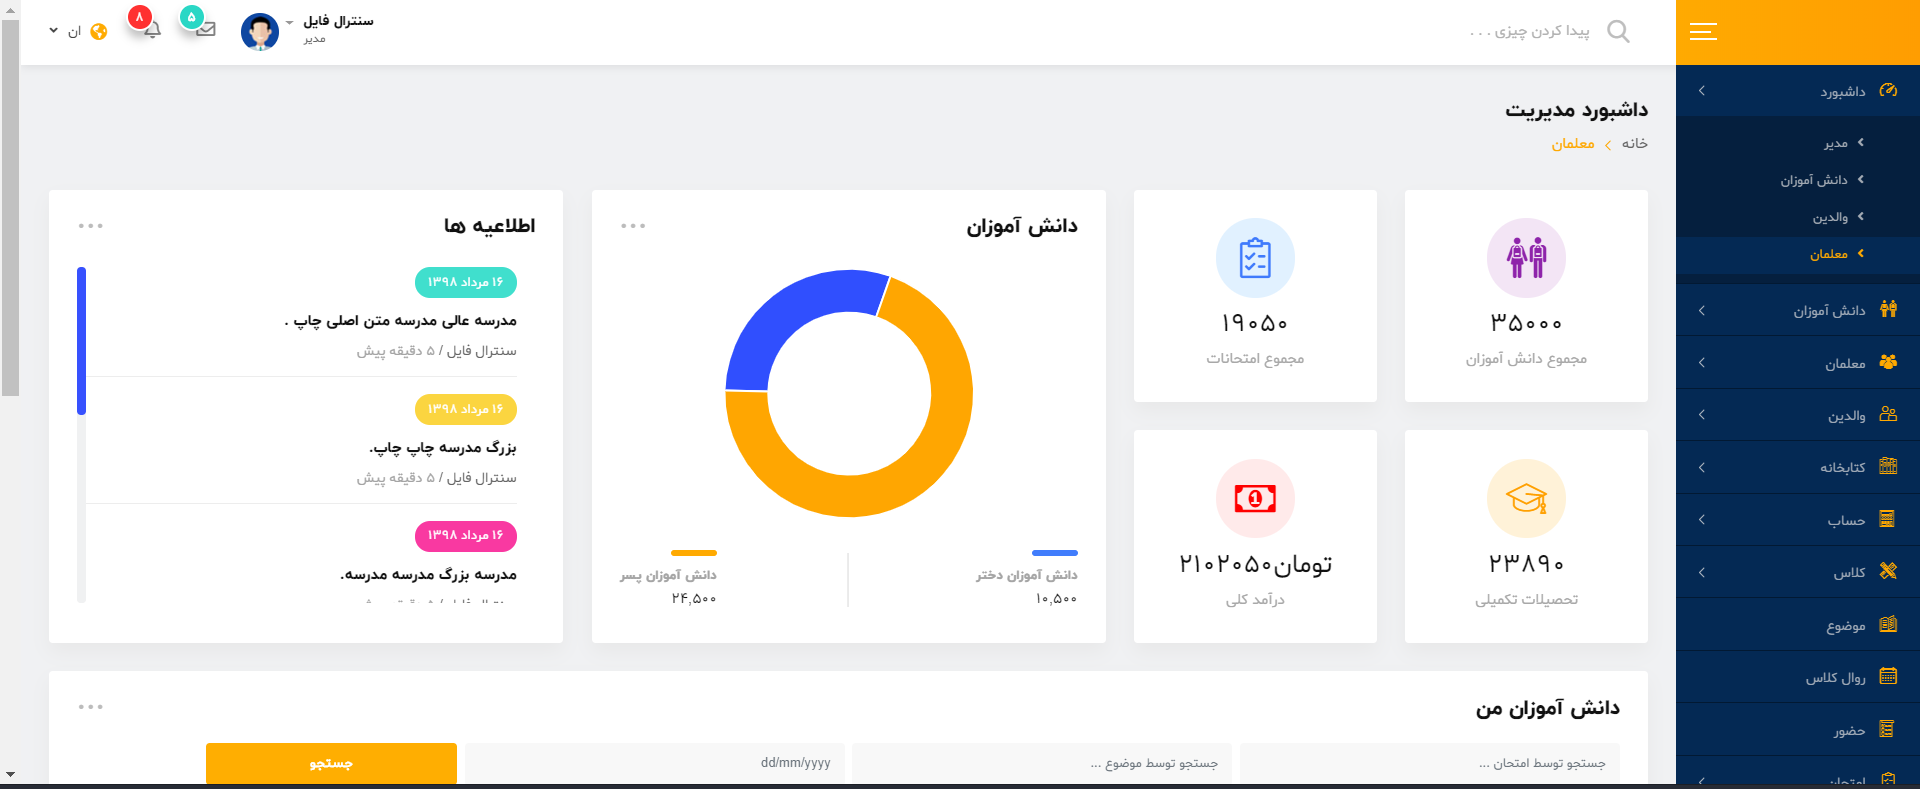 سنترال فایل
مدیر
۵
۸
ان
پیدا کردن چیزی . . .
داشبورد
مدیر
دانش آموزان
والدین
معلمان
دانش آموزان
معلمان
والدین
کتابخانه
حساب
کلاس
موضوع
روال کلاس
حضور
امتحان
داشبورد مدیریت
خانه
معلمان
۳۵۰۰۰
مجموع دانش آموزان
۱۹۰۵۰
مجموع امتحانات
۲۳۸۹۰
تحصیلات تکمیلی
تومان۲۱۰۲۰۵۰
درآمد کلی
دانش آموزان
دانش آموزان دختر
۱۰,۵۰۰
دانش آموزان پسر
۲۴,۵۰۰
اطلاعیه ها
۱۶ مرداد ۱۳۹۸
مدرسه عالی مدرسه متن اصلی چاپ .
سنترال فایل / ۵ دقیقه پیش
۱۶ مرداد ۱۳۹۸
بزرگ مدرسه چاپ چاپ.
سنترال فایل / ۵ دقیقه پیش
۱۶ مرداد ۱۳۹۸
مدرسه بزرگ مدرسه مدرسه.
دانش آموزان من
جستجو توسط امتحان ...
جستجو توسط موضوع ...
dd/mm/yyyy
جستجو